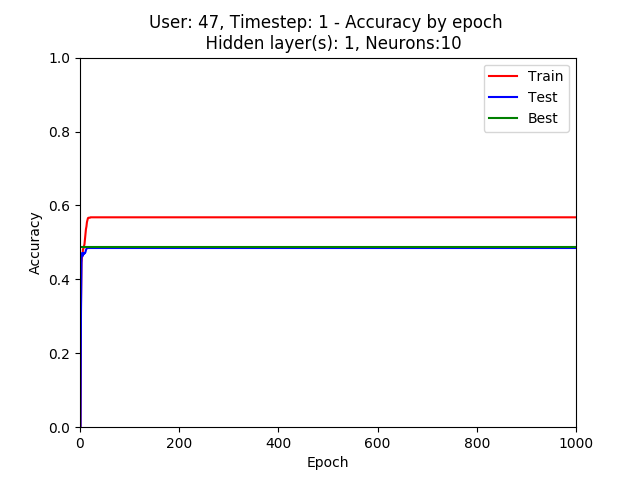 User: 47, Timestep: 1 - Accuracy by epoch
Hidden layer(s): 1, Neurons:10
1.0
0.8
0.6
0.4
0.2
0.0
Accuracy
Train
Test
Best
0 200 400 600 800 1000
Epoch